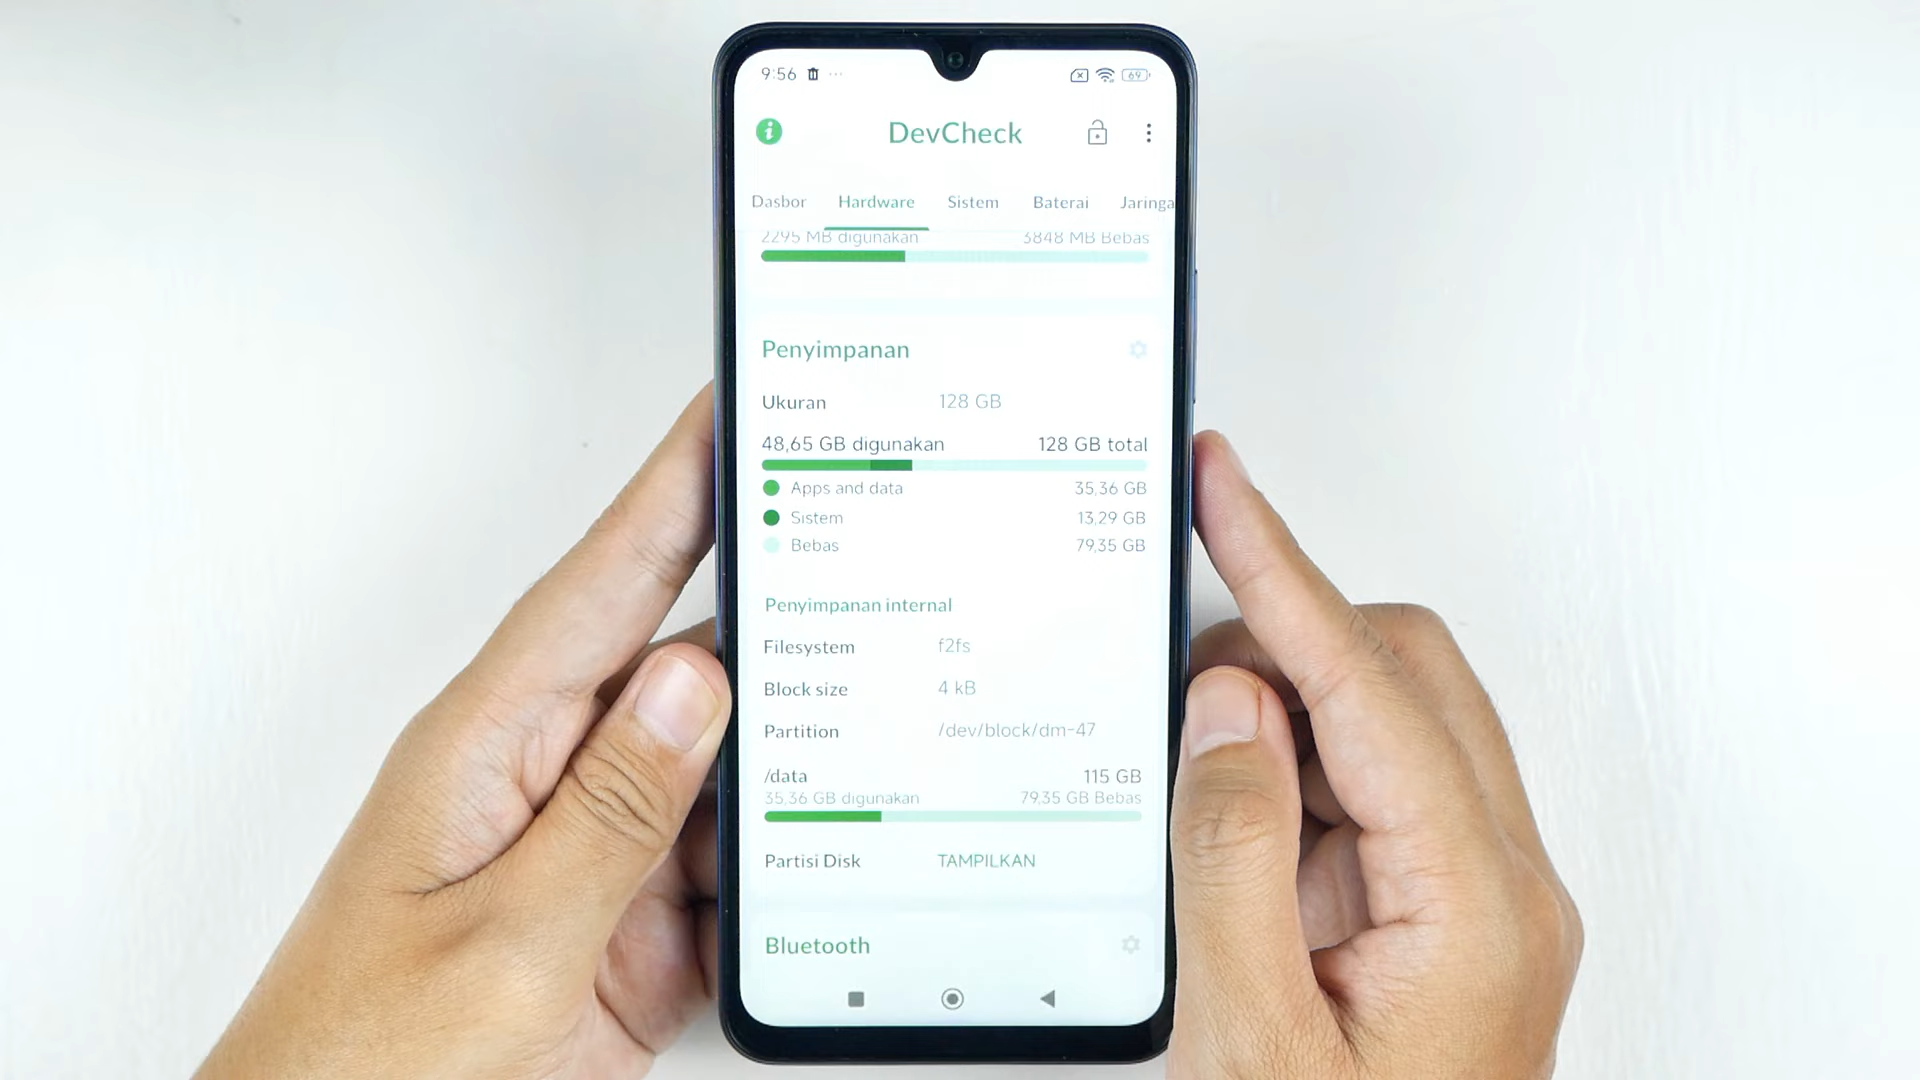 9:56 ... 69
DevCheck
Dasbor Hardware Sistem Baterai Jaringa
2295 MB digunakan 3848 MB Bebas
Penyimpanan
Ukuran 128 GB
48,65 GB digunakan 128 GB total
Apps and data 35,36 GB
Sistem 13,29 GB
Bebas 79,35 GB
Penyimpanan internal
Filesystem f2fs
Block size 4 kB
Partition /dev/block/dm-47
/data 115 GB
35,36 GB digunakan 79,35 GB Bebas
Partisi Disk TAMPILKAN
Bluetooth